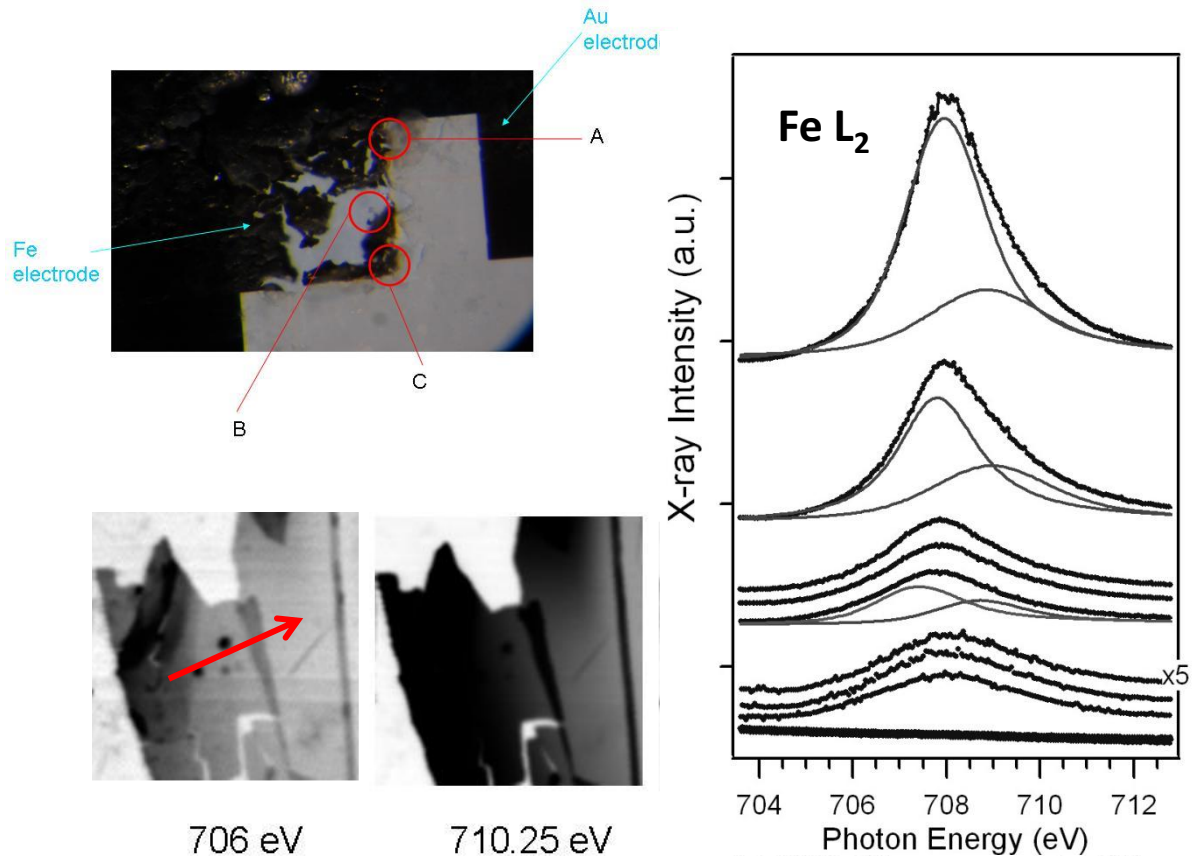 Au
electrod
A
Fe
electrode
C
B
706 eV
710.25 eV
Fe L₂
X-ray Intensity (a.u.)
x5
704 706 708 710 712
Photon Energy (eV)